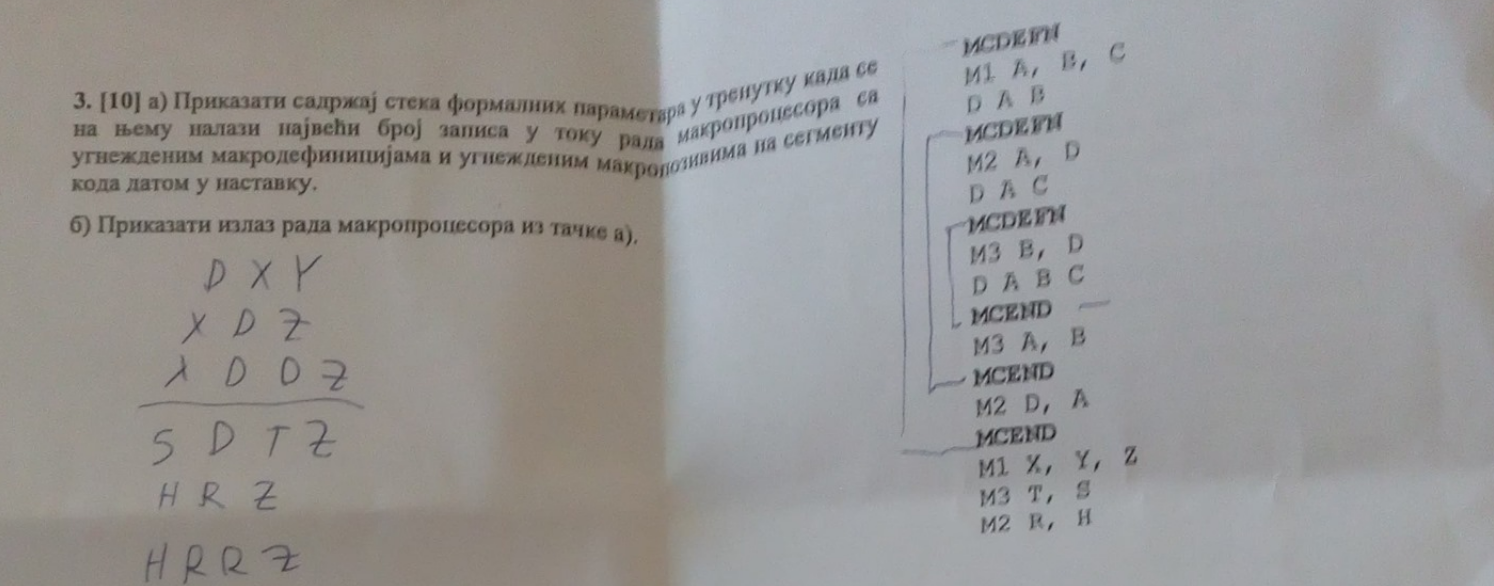 3. [10] а) Приказати садржај стека формалних параметара у тренутку када се
на њему налази највећи број записа у току рада макропроцесора са
угнежденим макродефиницијама и угнежденим макропозивима на сегменту
кода датом у наставку.
б) Приказати излаз рада макропроцесора из тачке а).
D X Y
X D Z
X D D Z
S D T Z
H R Z
H R R Z
MCDEFN
M1 A, B, C
D A B
MCDEFN
M2 A, D
D A C
MCDEFN
M3 B, D
D A B C
MCEND
M3 A, B
MCEND
M2 D, A
MCEND
M1 X, Y, Z
M3 T, S
M2 R, H